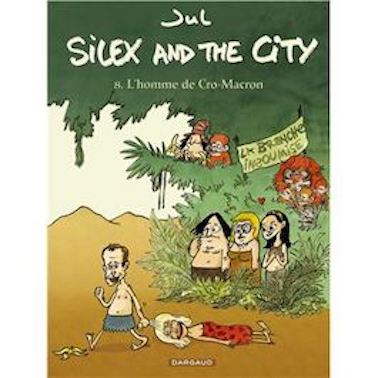 Jul
SILEX AND THE CITY
8. L'homme de Cro-Macron
LA BRANCHE
INSOUMISE
DARGAUD